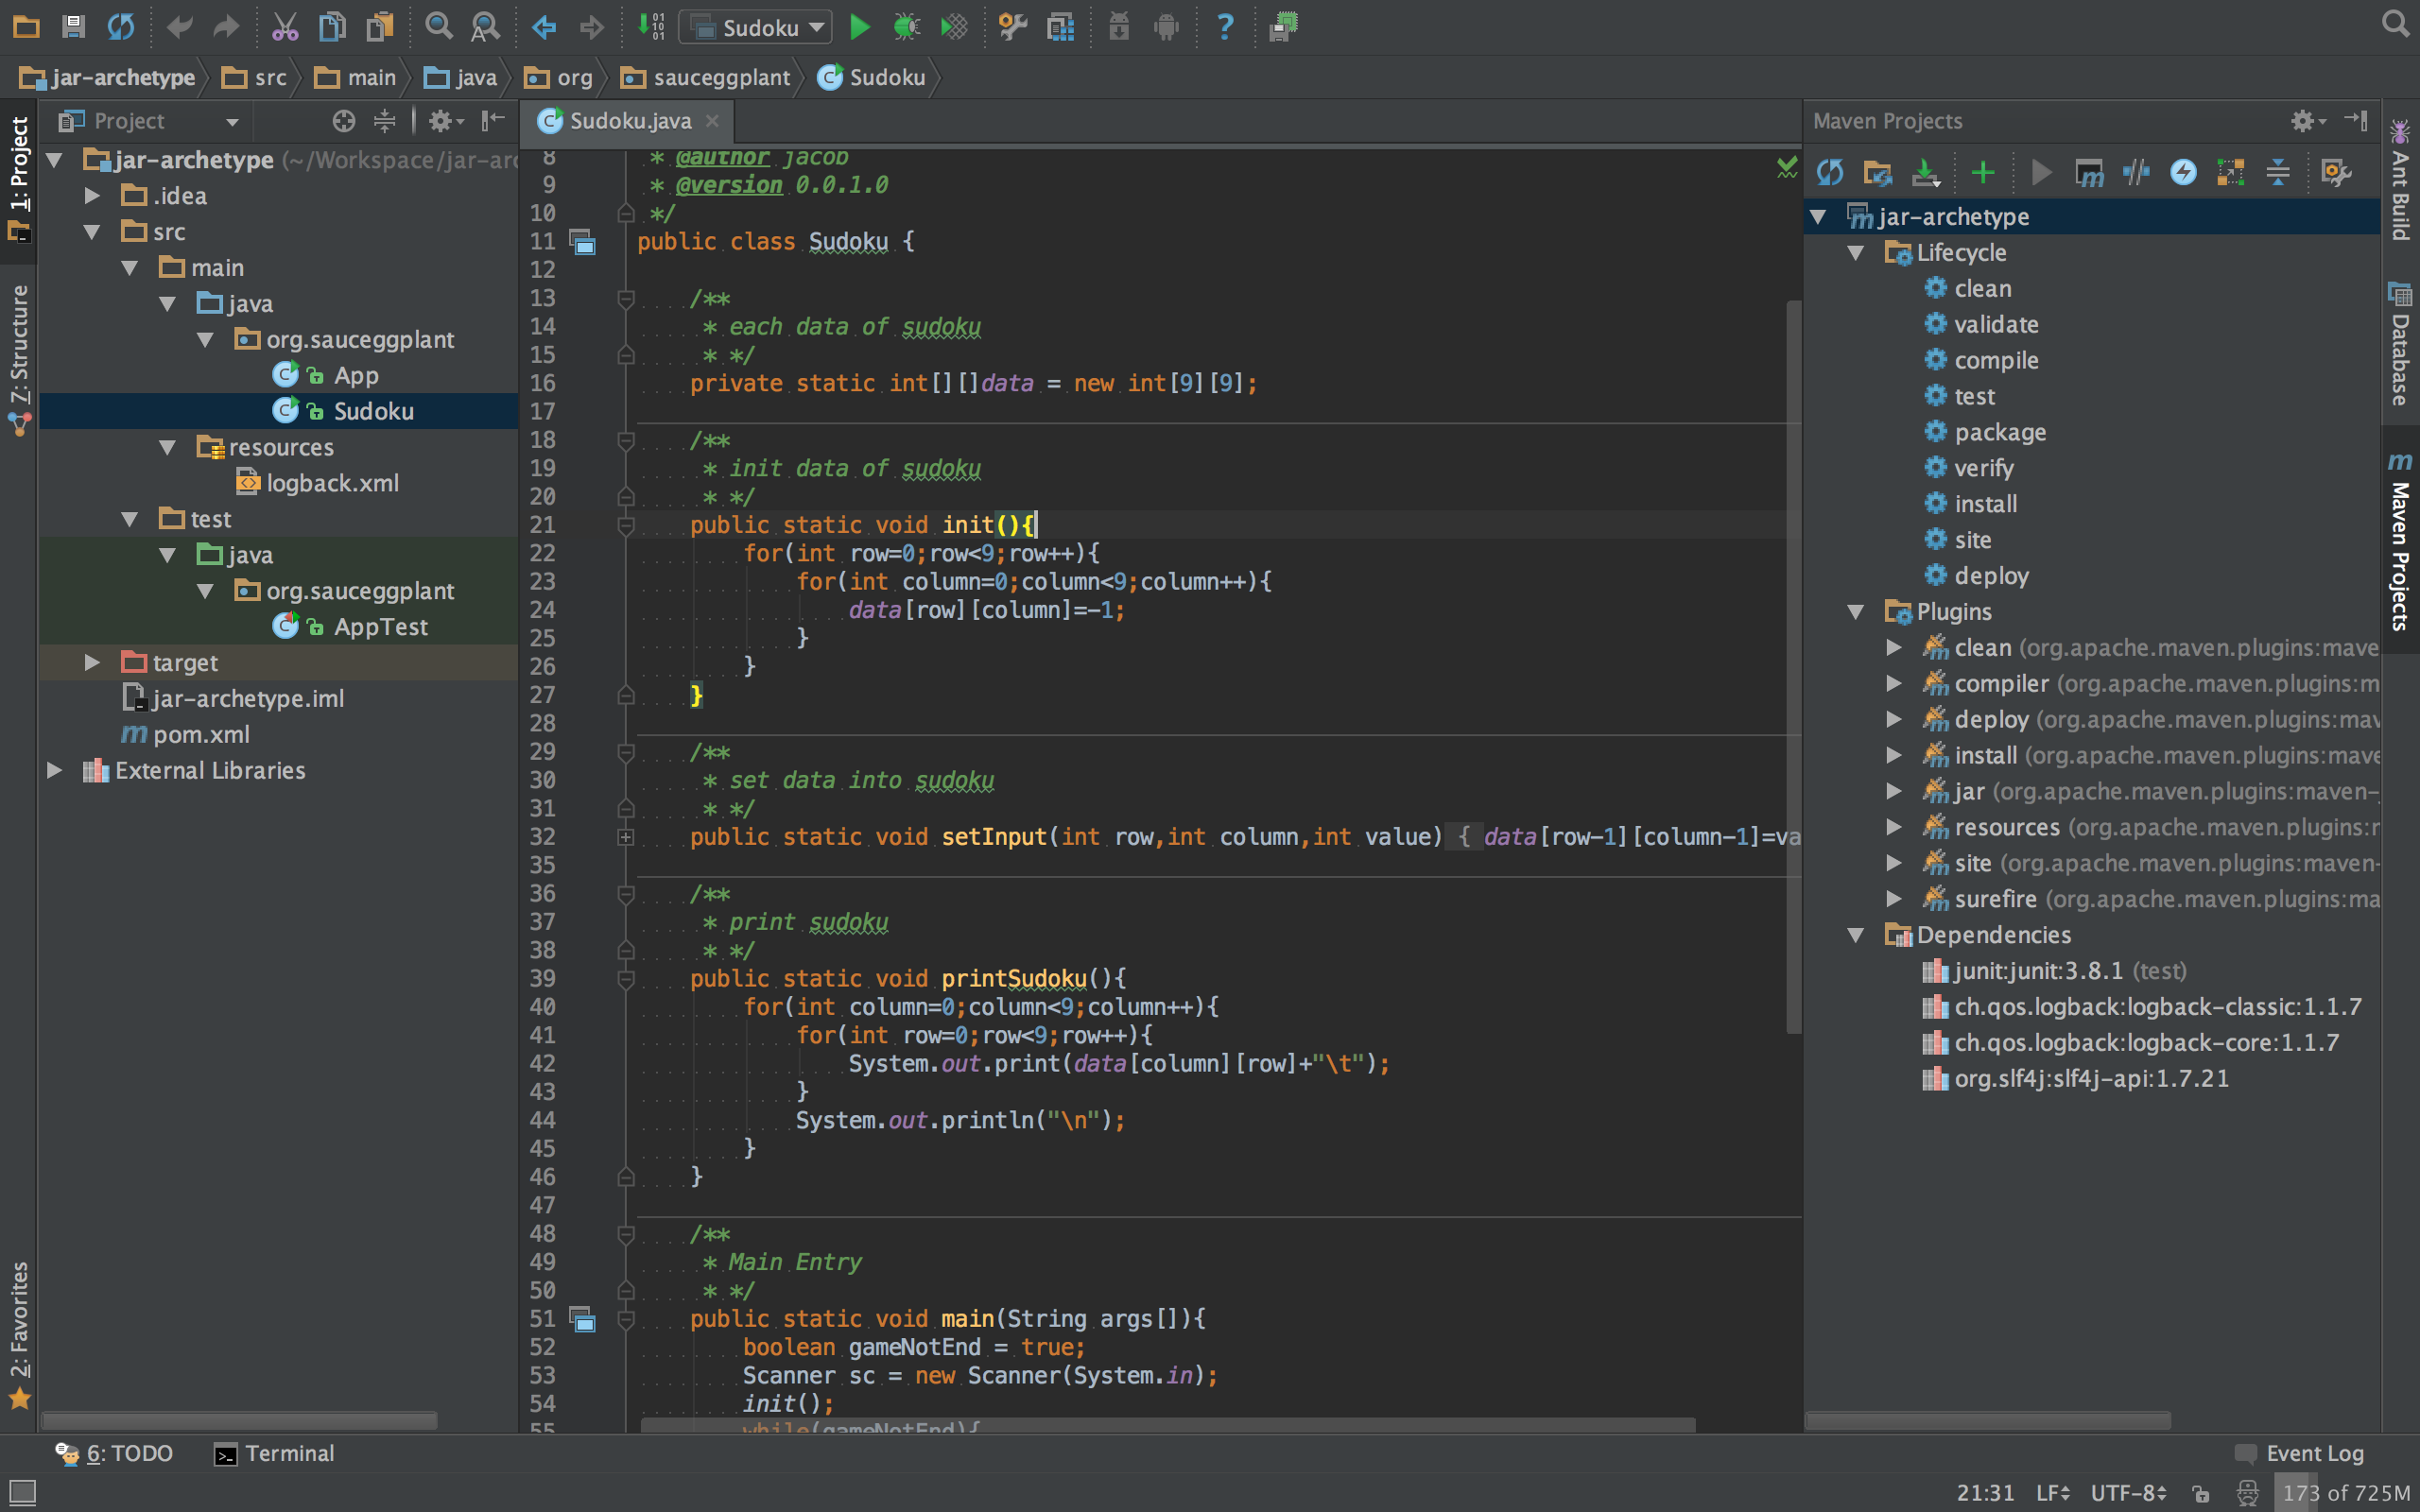 Sudoku
jar-archetype src main java org sauceggplant Sudoku
1: Project
Z: Structure
2: Favorites
Project
jar-archetype (~/Workspace/jar-arc
.idea
src
main
java
org.sauceggplant
App
Sudoku
resources
logback.xml
test
java
org.sauceggplant
AppTest
target
jar-archetype.iml
pom.xml
External Libraries
Sudoku.java
8 * @author jacob
9 * @version 0.0.1.0
10 */
11 public class Sudoku {
12
13 /**
14 * each data of sudoku
15 * */
16 private static int[][]data = new int[9][9];
17
18 /**
19 * init data of sudoku
20 * */
21 public static void init(){
22 for(int row=0;row<9;row++){
23 for(int column=0;column<9;column++){
24 data[row][column]=-1;
25 }
26 }
27 }
28
29 /**
30 * set data into sudoku
31 * */
32 public static void setInput(int row,int column,int value) { data[row-1][column-1]=va
35
36 /**
37 * print sudoku
38 * */
39 public static void printSudoku(){
40 for(int column=0;column<9;column++){
41 for(int row=0;row<9;row++){
42 System.out.print(data[column][row]+"\t");
43 }
44 System.out.println("\n");
45 }
46 }
47
48 /**
49 * Main Entry
50 * */
51 public static void main(String args[]){
52 boolean gameNotEnd = true;
53 Scanner sc = new Scanner(System.in);
54 init();
55 while(gameNotEnd){
Maven Projects
jar-archetype
Lifecycle
clean
validate
compile
test
package
verify
install
site
deploy
Plugins
clean (org.apache.maven.plugins:mave
compiler (org.apache.maven.plugins:m
deploy (org.apache.maven.plugins:mav
install (org.apache.maven.plugins:mave
jar (org.apache.maven.plugins:maven-
resources (org.apache.maven.plugins:r
site (org.apache.maven.plugins:maven-
surefire (org.apache.maven.plugins:ma
Dependencies
junit:junit:3.8.1 (test)
ch.qos.logback:logback-classic:1.1.7
ch.qos.logback:logback-core:1.1.7
org.slf4j:slf4j-api:1.7.21
Ant Build
Database
Maven Projects
6: TODO Terminal Event Log
21:31 LF UTF-8 173 of 725M